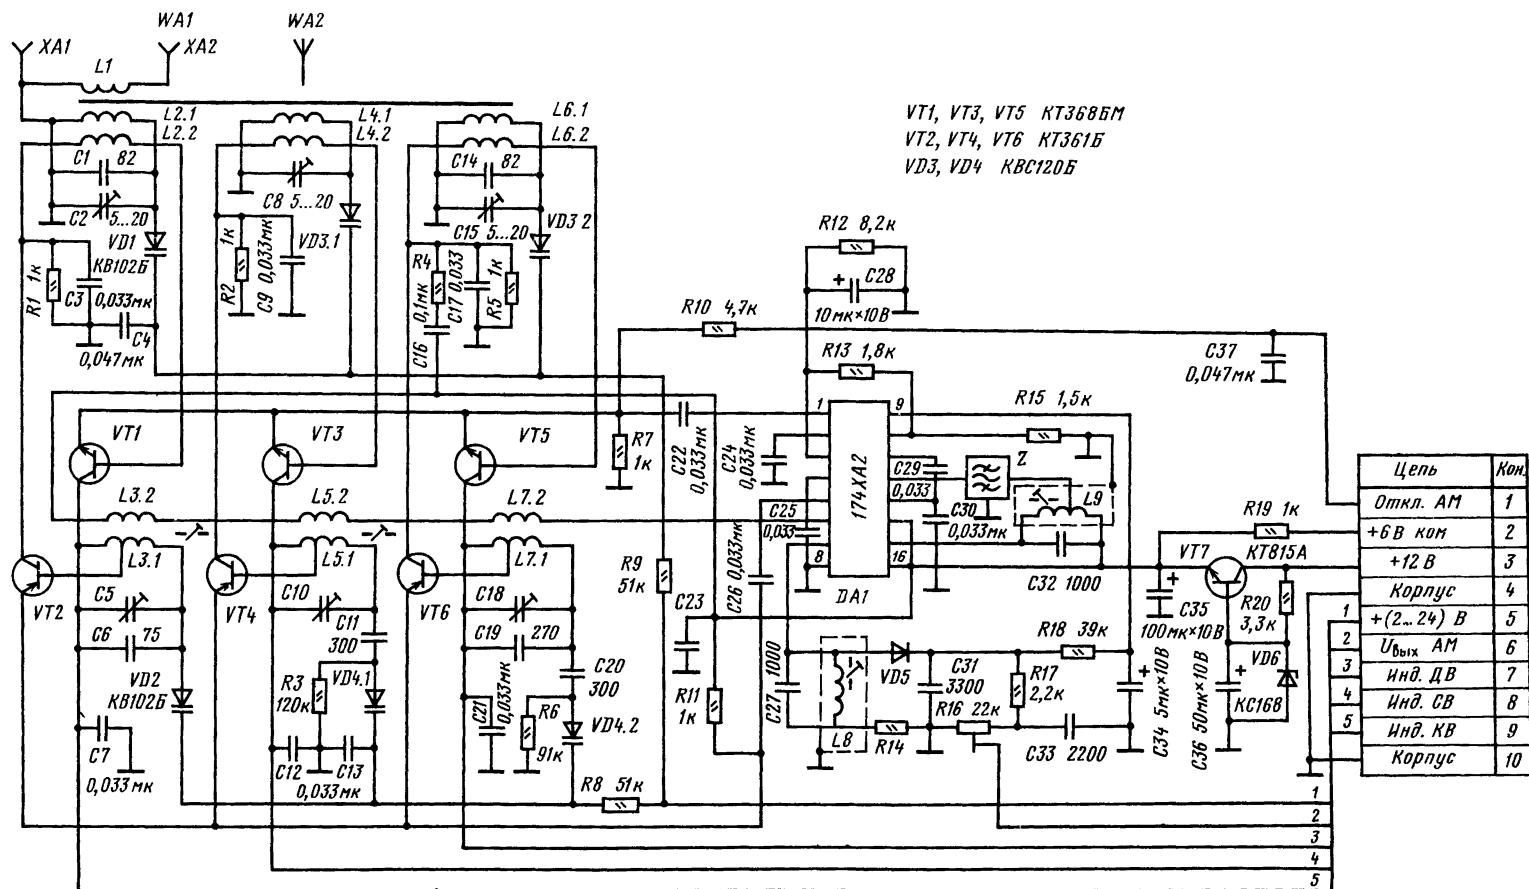 WA1
WA2
XA1
XA2
L1
L2.1
L2.2
L4.1
L4.2
L6.1
L6.2
VT1, VT3, VT5 КТ368БМ
VT2, VT4, VT6 КТ361Б
VD3, VD4 КВС120Б
C1 82
C2 5...20
VD1
КВ102Б
R1 1к
C3
0,033мк
C4
0,047мк
C8 5...20
VD3.1
R2 1к
C9 0,033мк
C14 82
C15 5...20
VD3 2
R4
0,1мк
C16
C17 0,033
R5 1к
R12 8,2к
+ C28
10мк×10В
R10 4,7к
R13 1,8к
C37
0,047мк
R15 1,5к
VT1
VT3
VT5
R7
1к
C22
0,033мк
C24
0,033мк
1 9
174ХА2
8 16
DA1
C29
0,033
Z
L9
C30
0,033мк
C25
0,033
C32 1000
L3.2
L5.2
L7.2
L3.1
L5.1
L7.1
VT2
VT4
VT6
C5
C6 75
VD2
КВ102Б
C7
0,033мк
C10
C11
300
R3
120к
VD4.1
C12
C13
0,033мк
C18
C19 270
C20
300
C21
0,033мк
R6
91к
VD4.2
R8 51к
R9
51к
C23
C26 0,033мк
R11
1к
C27 1000
L8
VD5
R14
C31
3300
R16 22к
R17
2,2к
R18 39к
C33 2200
+
C34 5мк×10В
C35
+
100мк×10В
C36 50мк×10В
+
VT7
КТ815А
R19 1к
R20
3,3к
VD6
КС168
Цепь Кон.
Откл. АМ 1
+6В ком 2
+12 В 3
Корпус 4
+(2...24) В 5
Uвых АМ 6
Инд. ДВ 7
Инд. СВ 8
Инд. КВ 9
Корпус 10
1
2
3
4
5
1
2
3
4
5